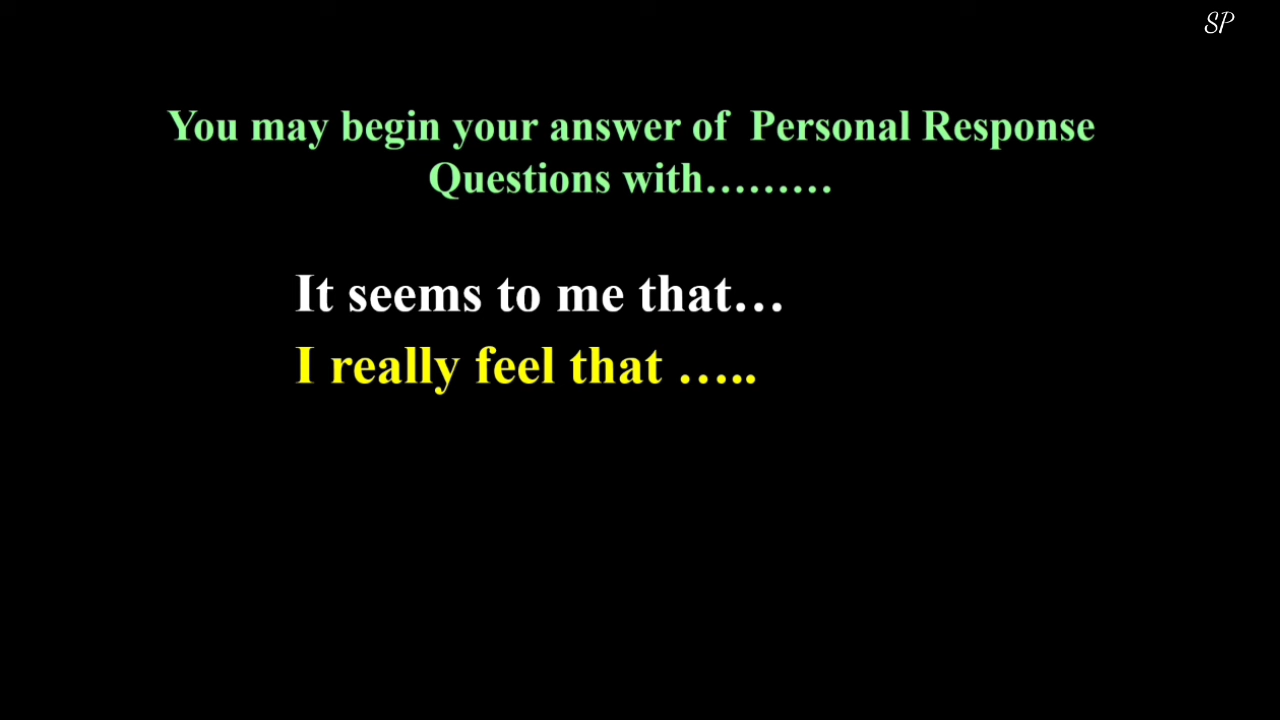 SP
You may begin your answer of  Personal Response
Questions with………
It seems to me that…
I really feel that …..